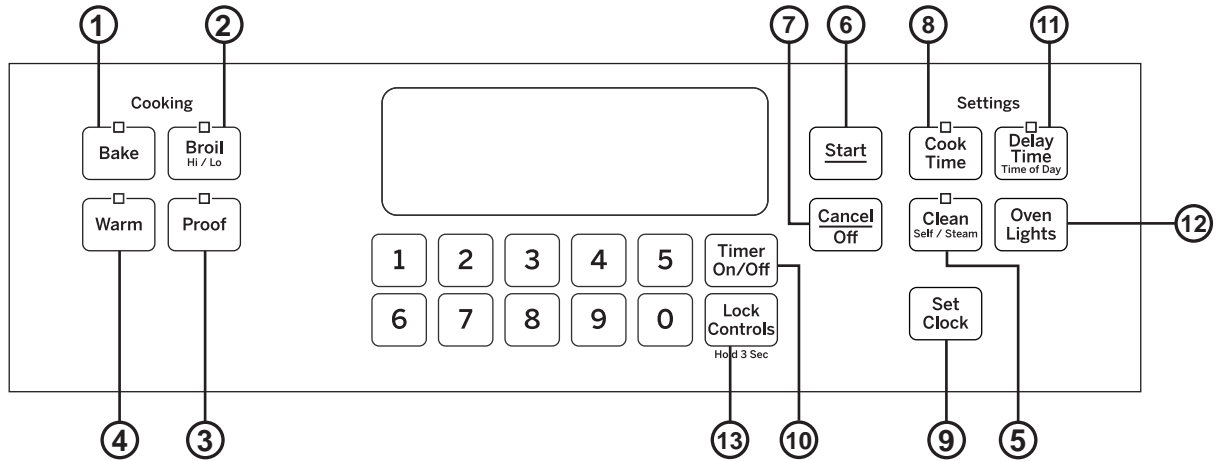 1
2
7
6
8
11
Cooking
Settings
Bake
Broil
Hi / Lo
Start
Cook
Time
Delay
Time
Time of Day
Warm
Proof
Cancel
Off
Clean
Self / Steam
Oven
Lights
12
1 2 3 4 5
Timer
On/Off
6 7 8 9 0
Lock
Controls
Hold 3 Sec
Set
Clock
4
3
13
10
9
5